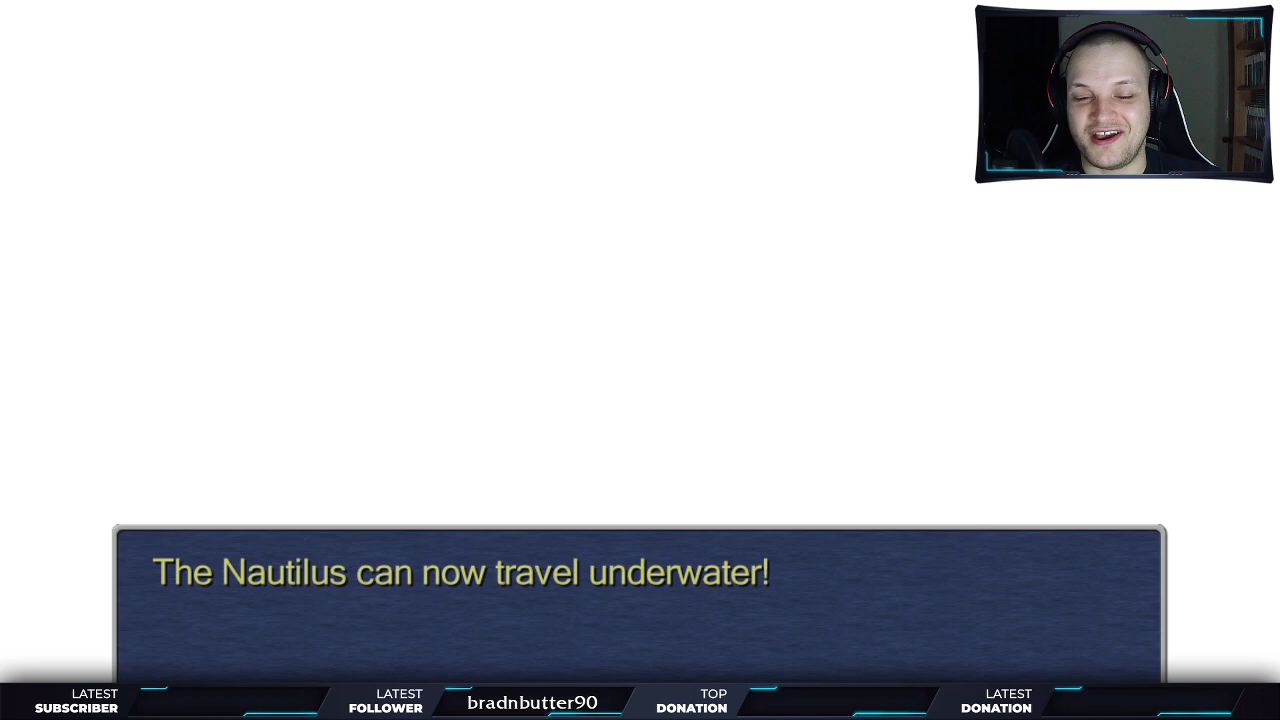 The Nautilus can now travel underwater!
LATEST
SUBSCRIBER
LATEST
FOLLOWER
bradnbutter90
TOP
DONATION
LATEST
DONATION